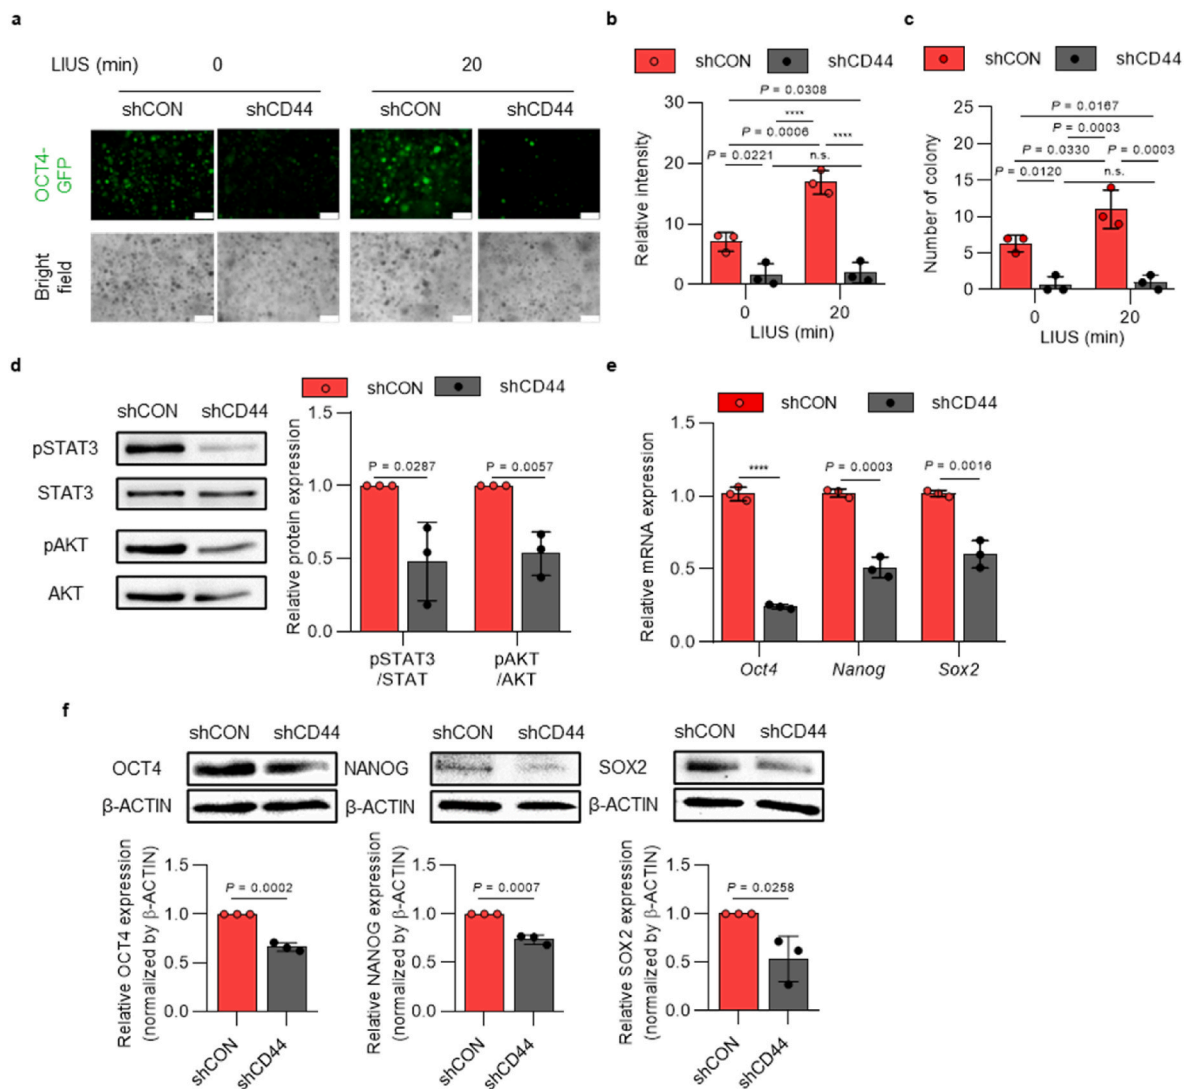 a
LIUS (min)
0
20
shCON
shCD44
shCON
shCD44
OCT4-
GFP
Bright
field
b
shCON
shCD44
P = 0.0308
****
P = 0.0006
****
P = 0.0221
n.s.
Relative intensity
30
20
10
0
0
20
LIUS (min)
c
shCON
shCD44
P = 0.0167
P = 0.0003
P = 0.0330
P = 0.0003
P = 0.0120
n.s.
Number of colony
25
20
15
10
5
0
0
20
LIUS (min)
d
shCON
shCD44
pSTAT3
STAT3
pAKT
AKT
shCON
shCD44
Relative protein expression
1.5
1.0
0.5
0.0
P = 0.0287
P = 0.0057
pSTAT3
/STAT
pAKT
/AKT
e
shCON
shCD44
Relative mRNA expression
1.5
1.0
0.5
0.0
****
P = 0.0003
P = 0.0016
Oct4
Nanog
Sox2
f
shCON
shCD44
OCT4
β-ACTIN
shCON
shCD44
NANOG
β-ACTIN
shCON
shCD44
SOX2
β-ACTIN
Relative OCT4 expression
(normalized by β-ACTIN)
1.5
1.0
0.5
0.0
P = 0.0002
shCON
shCD44
Relative NANOG expression
(normalized by β-ACTIN)
1.5
1.0
0.5
0.0
P = 0.0007
shCON
shCD44
Relative SOX2 expression
(normalized by β-ACTIN)
1.5
1.0
0.5
0.0
P = 0.0258
shCON
shCD44